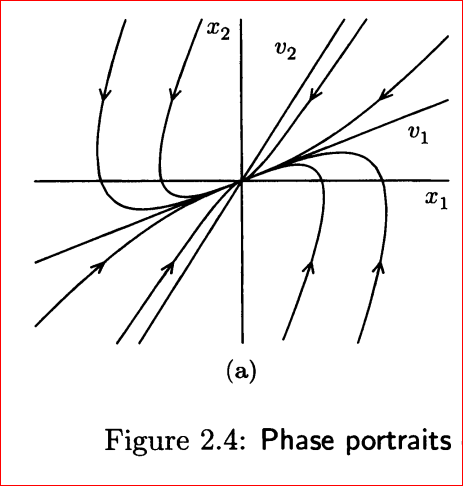 x₂
v₂
v₁
x₁
(a)
Figure 2.4: Phase portraits